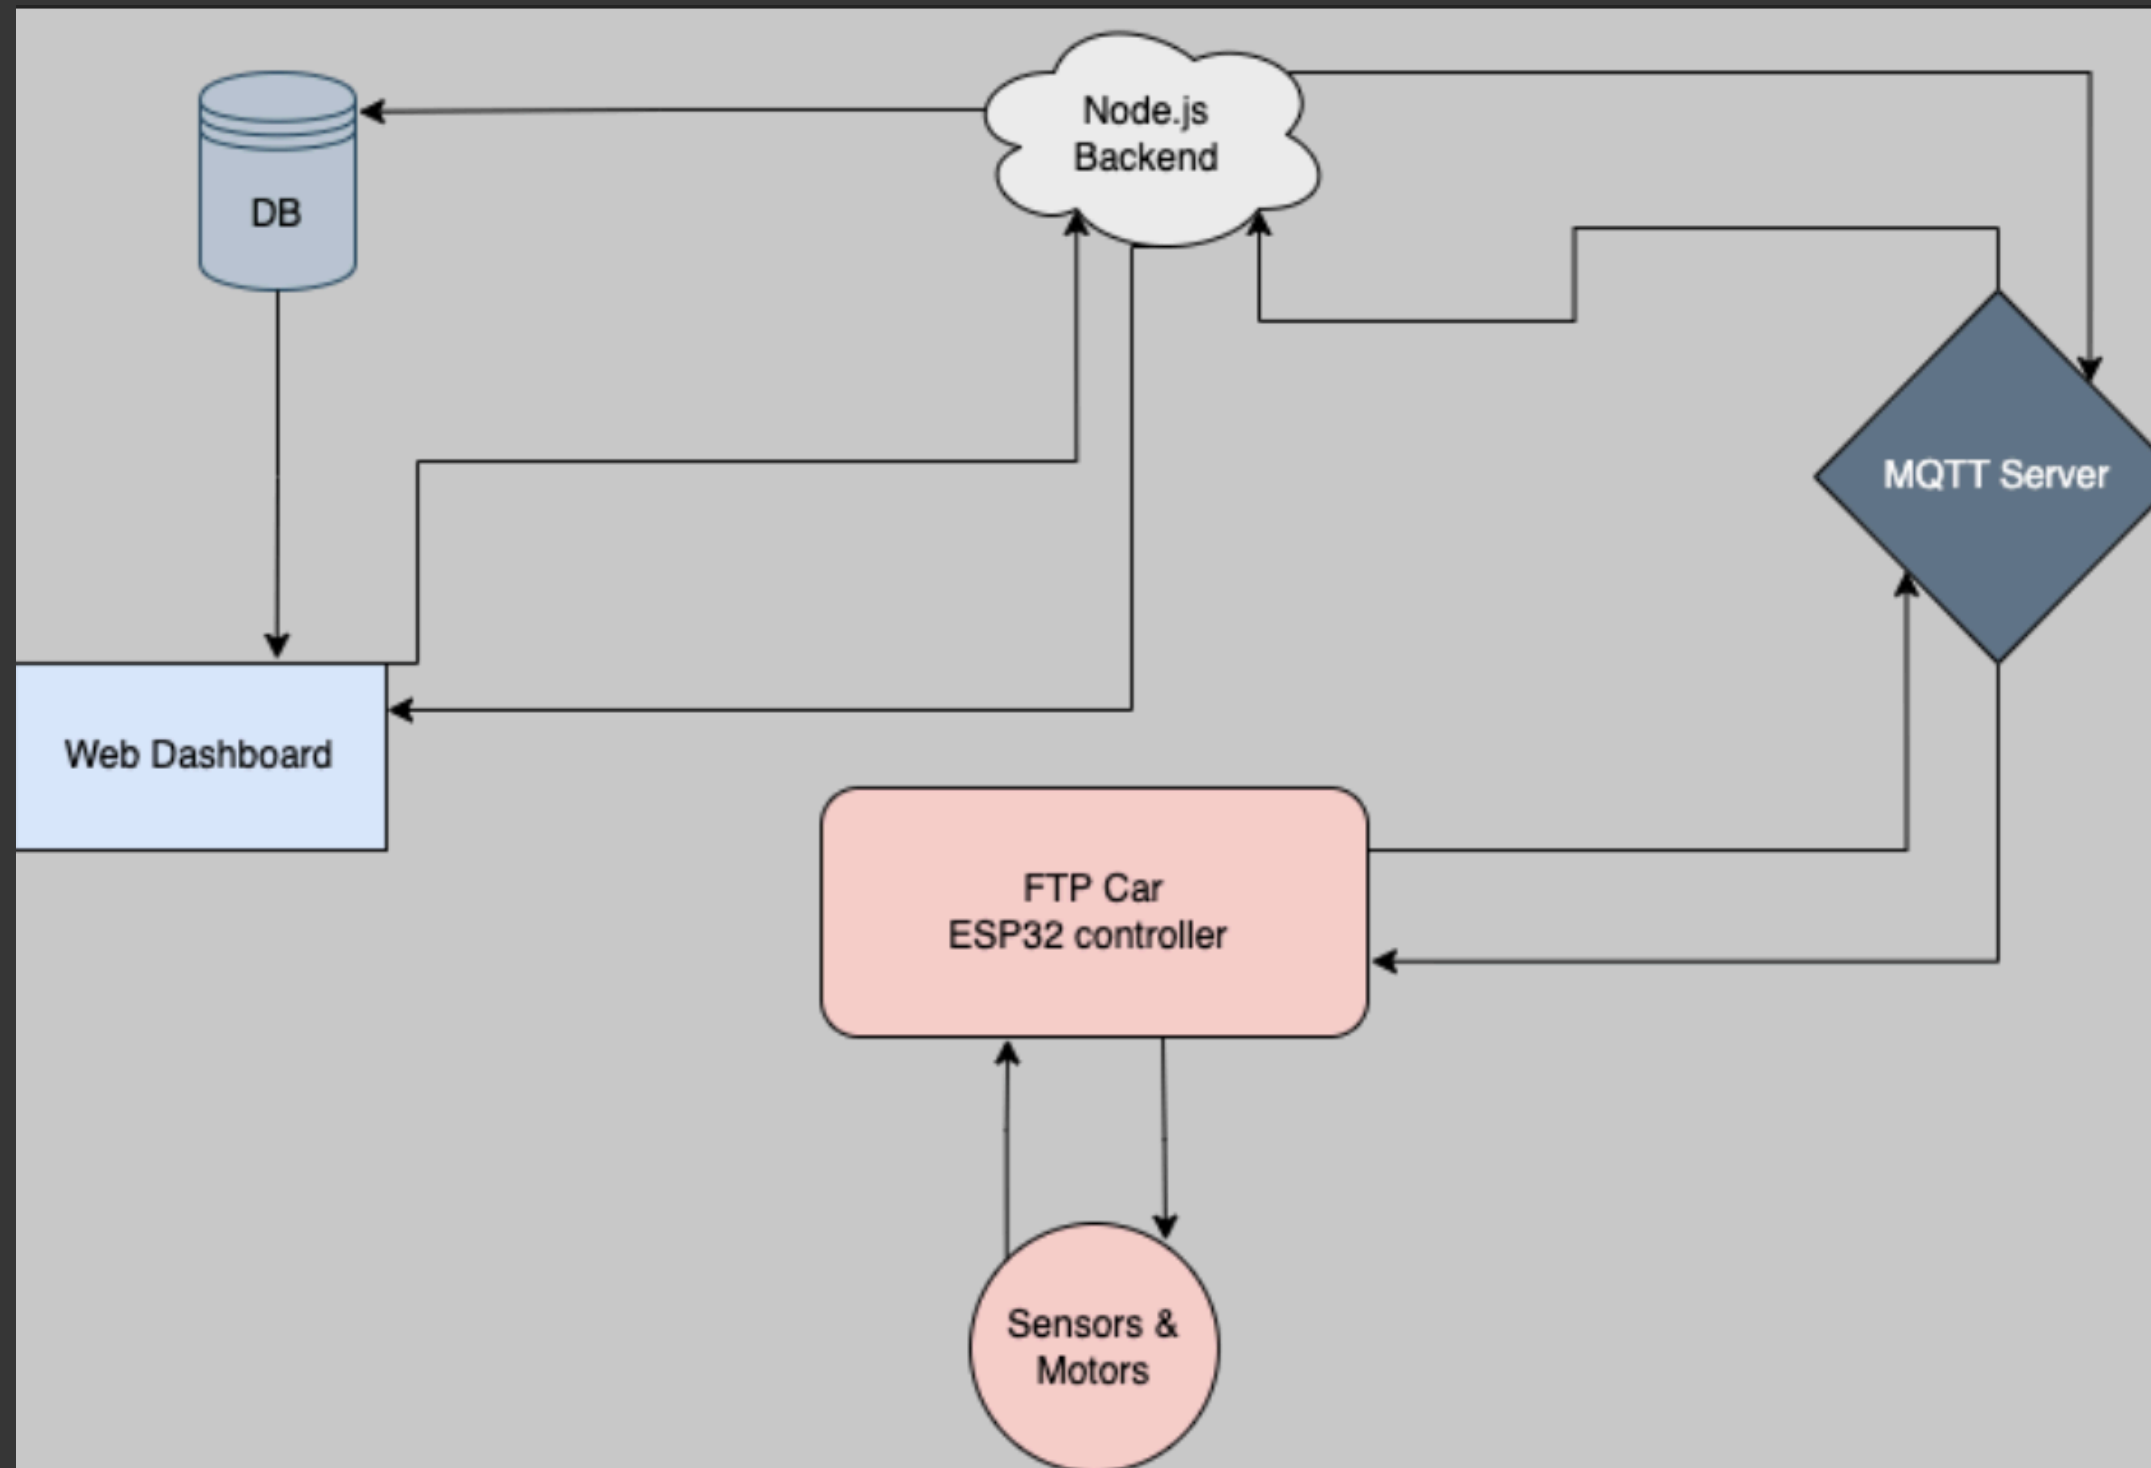 Node.js
Backend
DB
MQTT Server
Web Dashboard
FTP Car
ESP32 controller
Sensors &
Motors